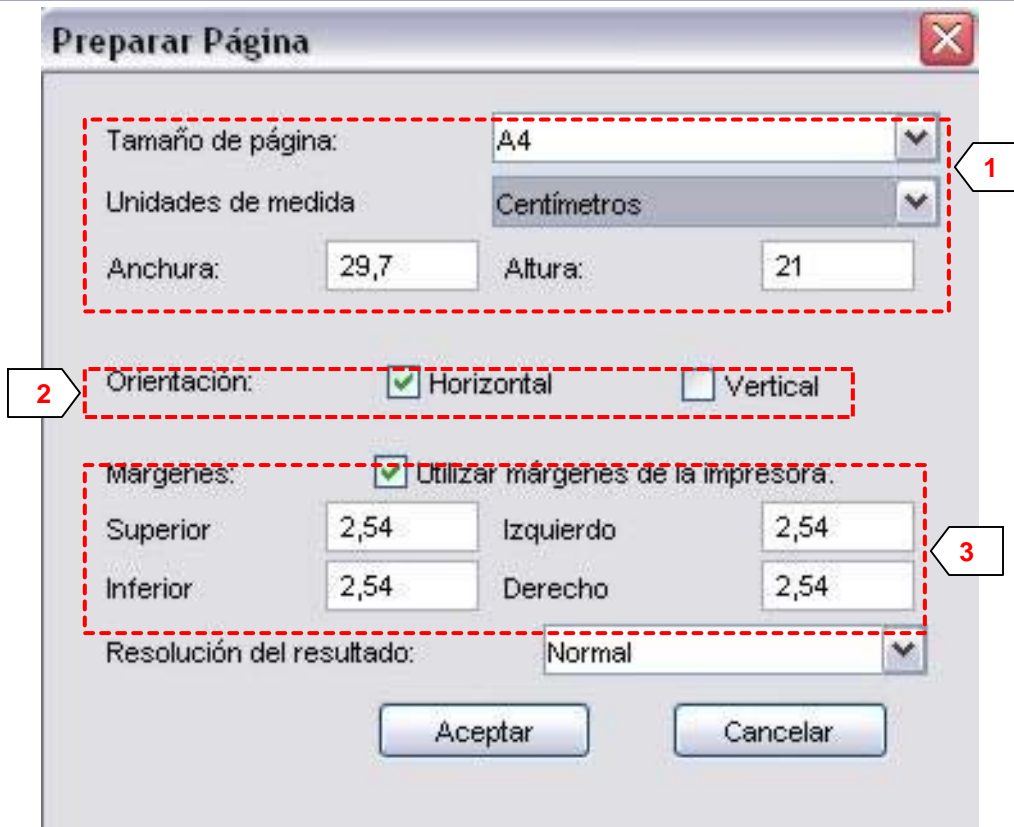 Preparar Página
Tamaño de página: A4
1
Unidades de medida Centímetros
Anchura: 29,7 Altura: 21
2
Orientación: Horizontal Vertical
Márgenes: Utilizar márgenes de la impresora.
Superior 2,54 Izquierdo 2,54
3
Inferior 2,54 Derecho 2,54
Resolución del resultado: Normal
Aceptar Cancelar